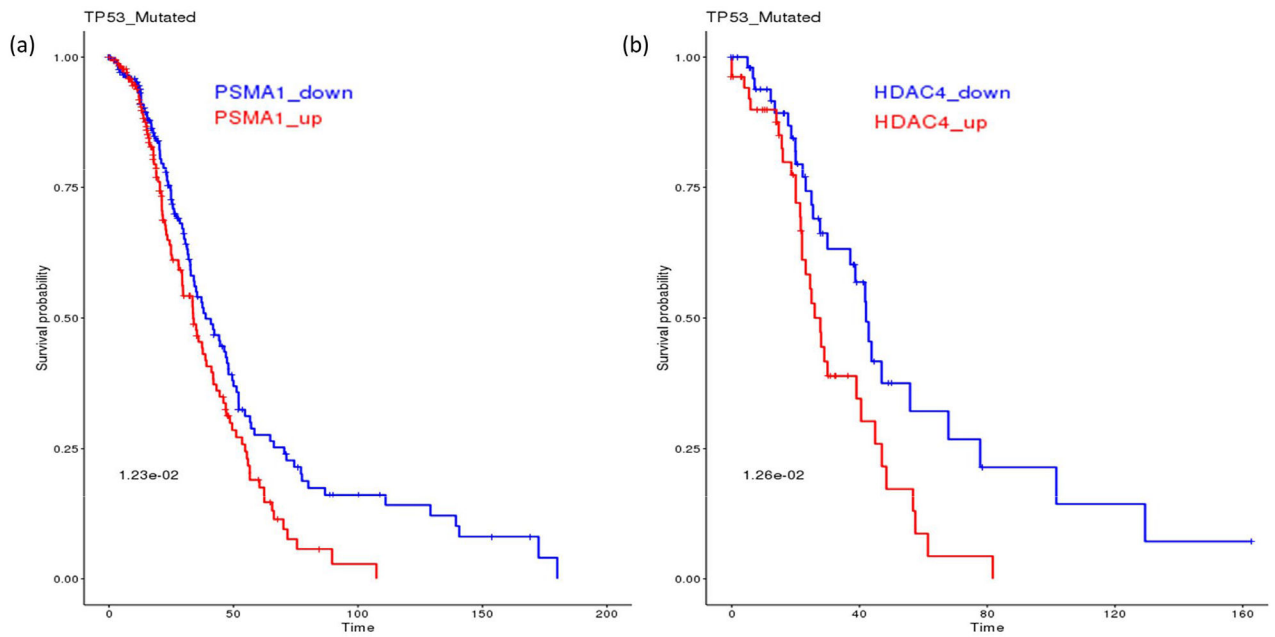 (a)
TP53_Mutated
PSMA1_down
PSMA1_up
1.23e-02
Survival probability
1.00
0.75
0.50
0.25
0.00
0
50
100
150
200
Time
(b)
TP53_Mutated
HDAC4_down
HDAC4_up
1.26e-02
Survival probability
1.00
0.75
0.50
0.25
0.00
0
40
80
120
160
Time